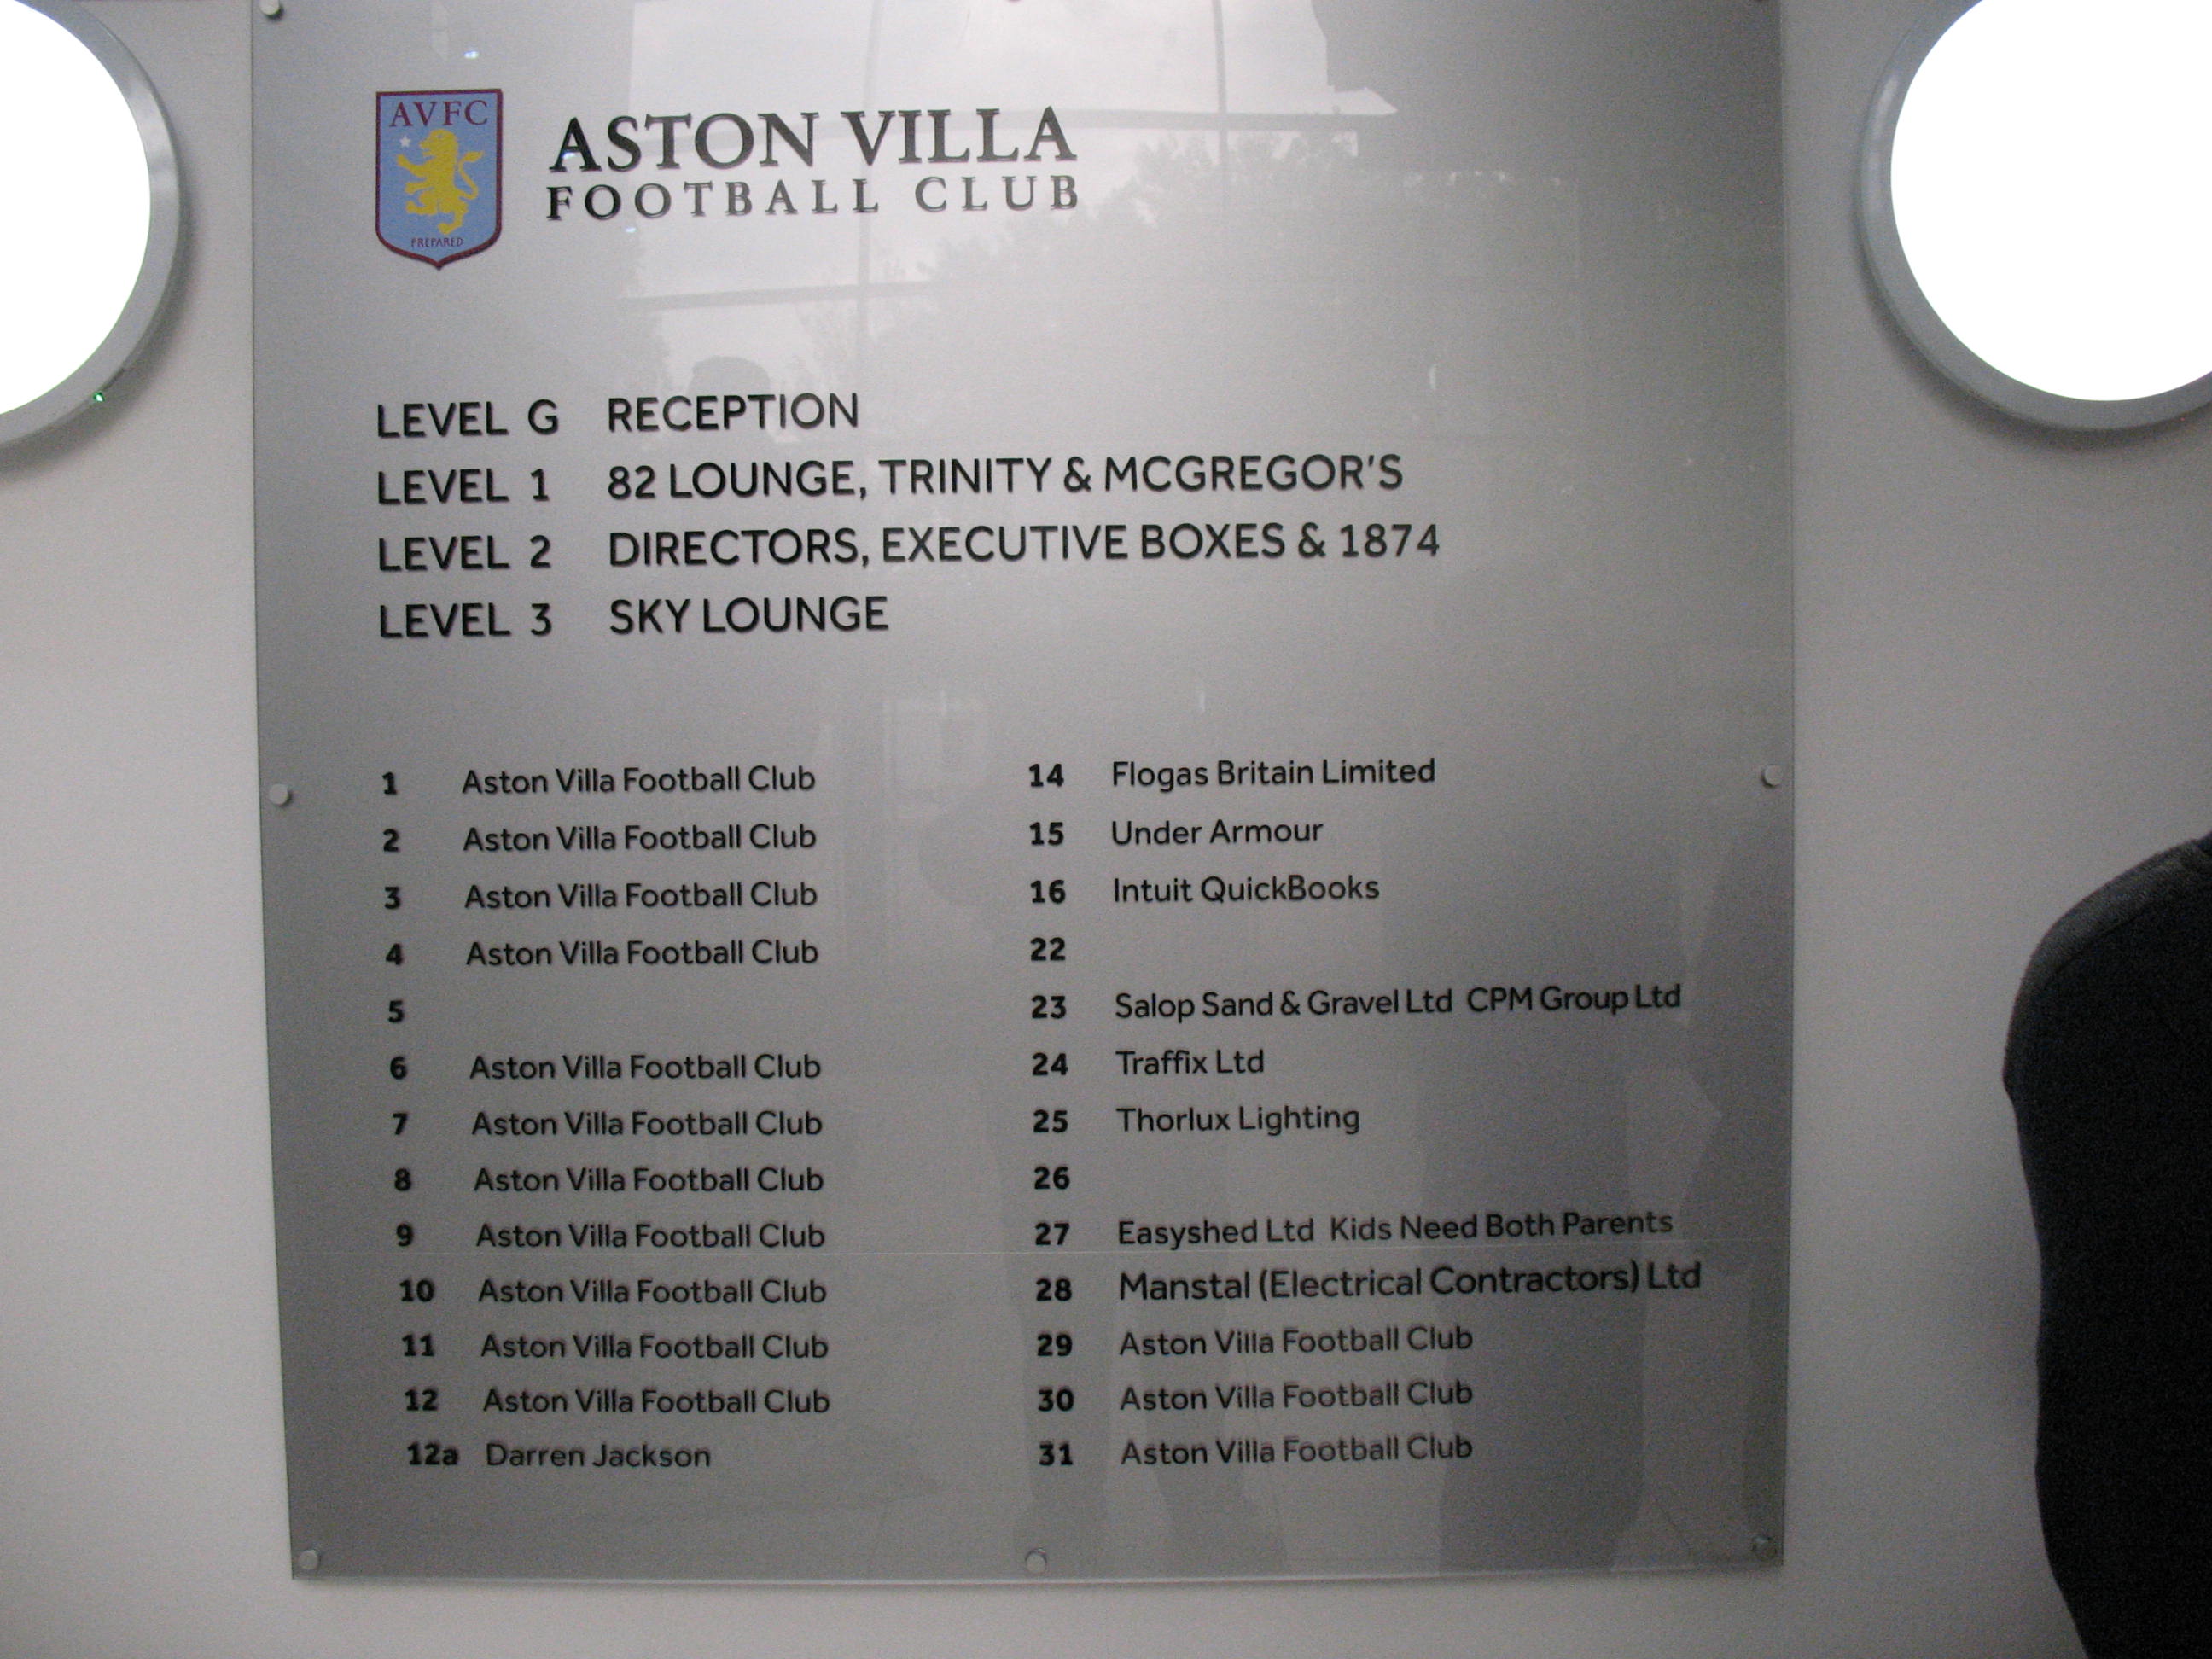 AVFC
PREPARED
ASTON VILLA
FOOTBALL CLUB
LEVEL G RECEPTION
LEVEL 1 82 LOUNGE, TRINITY & MCGREGOR'S
LEVEL 2 DIRECTORS, EXECUTIVE BOXES & 1874
LEVEL 3 SKY LOUNGE
1 Aston Villa Football Club
2 Aston Villa Football Club
3 Aston Villa Football Club
4 Aston Villa Football Club
5
6 Aston Villa Football Club
7 Aston Villa Football Club
8 Aston Villa Football Club
9 Aston Villa Football Club
10 Aston Villa Football Club
11 Aston Villa Football Club
12 Aston Villa Football Club
12a Darren Jackson
14 Flogas Britain Limited
15 Under Armour
16 Intuit QuickBooks
22
23 Salop Sand & Gravel Ltd CPM Group Ltd
24 Traffix Ltd
25 Thorlux Lighting
26
27 Easyshed Ltd Kids Need Both Parents
28 Manstal (Electrical Contractors) Ltd
29 Aston Villa Football Club
30 Aston Villa Football Club
31 Aston Villa Football Club